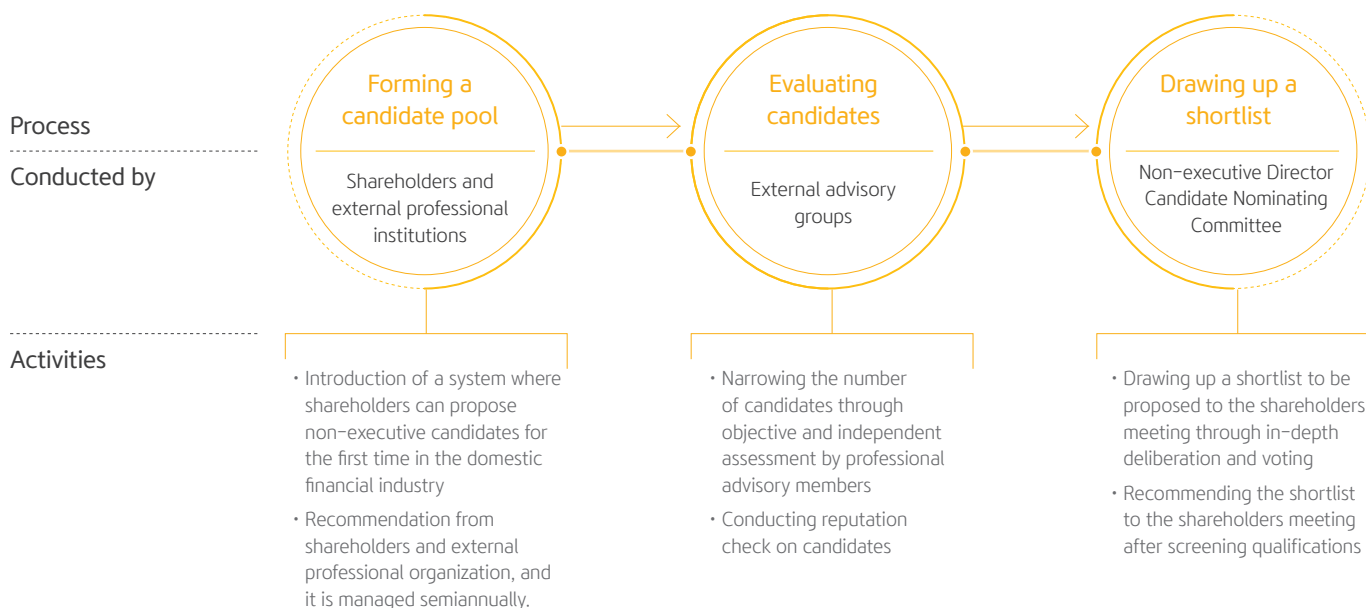 Process
Conducted by
Activities
Forming a
candidate pool
Shareholders and
external professional
institutions
Evaluating
candidates
External advisory
groups
Drawing up a
shortlist
Non-executive Director
Candidate Nominating
Committee
• Introduction of a system where
shareholders can propose
non-executive candidates for
the first time in the domestic
financial industry
• Recommendation from
shareholders and external
professional organization, and
it is managed semiannually.
• Narrowing the number
of candidates through
objective and independent
assessment by professional
advisory members
• Conducting reputation
check on candidates
• Drawing up a shortlist to be
proposed to the shareholders
meeting through in-depth
deliberation and voting
• Recommending the shortlist
to the shareholders meeting
after screening qualifications